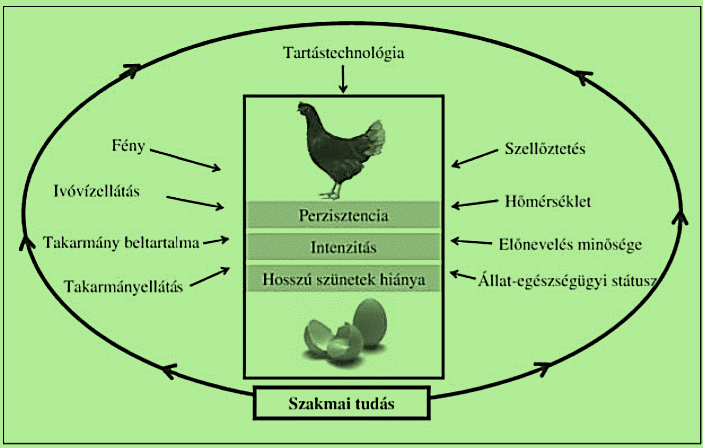 Tartástechnológia
Fény
Ivóvízellátás
Takarmány beltartalma
Takarmányellátás
Perzisztencia
Intenzitás
Hosszú szünetek hiánya
Szellőztetés
Hőmérséklet
Előnevelés minősége
Állat-egészségügyi státusz
Szakmai tudás